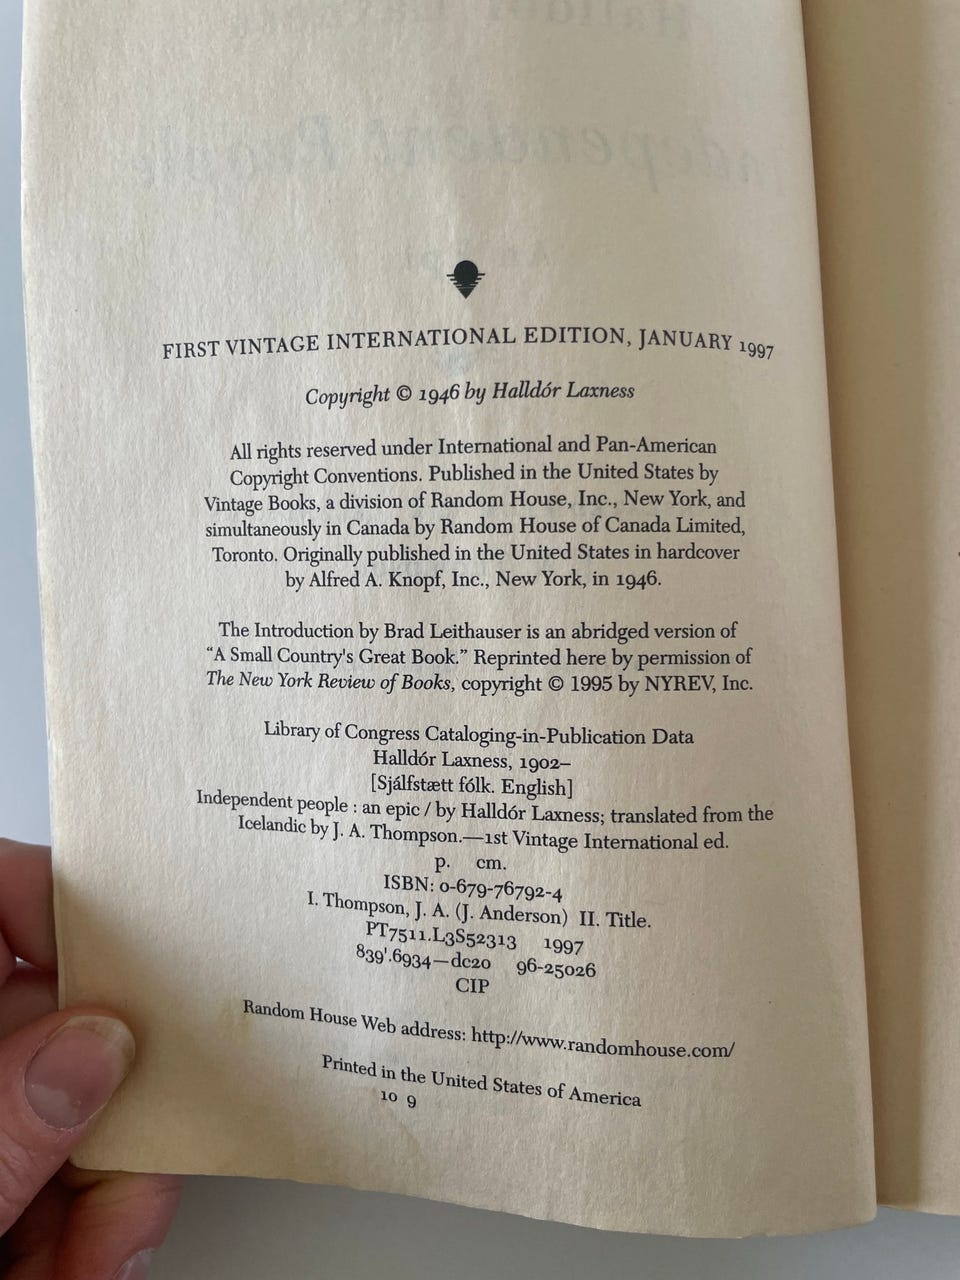 FIRST VINTAGE INTERNATIONAL EDITION, JANUARY 1997
Copyright © 1946 by Halldór Laxness
All rights reserved under International and Pan-American
Copyright Conventions. Published in the United States by
Vintage Books, a division of Random House, Inc., New York, and
simultaneously in Canada by Random House of Canada Limited,
Toronto. Originally published in the United States in hardcover
by Alfred A. Knopf, Inc., New York, in 1946.
The Introduction by Brad Leithauser is an abridged version of
“A Small Country's Great Book.” Reprinted here by permission of
The New York Review of Books, copyright © 1995 by NYREV, Inc.
Library of Congress Cataloging-in-Publication Data
Halldór Laxness, 1902–
[Sjálfstætt fólk. English]
Independent people : an epic / by Halldór Laxness; translated from the
Icelandic by J. A. Thompson.—1st Vintage International ed.
p. cm.
ISBN: 0-679-76792-4
I. Thompson, J. A. (J. Anderson) II. Title.
PT7511.L3S52313 1997
839'.6934—dc20 96-25026
CIP
Random House Web address: http://www.randomhouse.com/
Printed in the United States of America
10 9